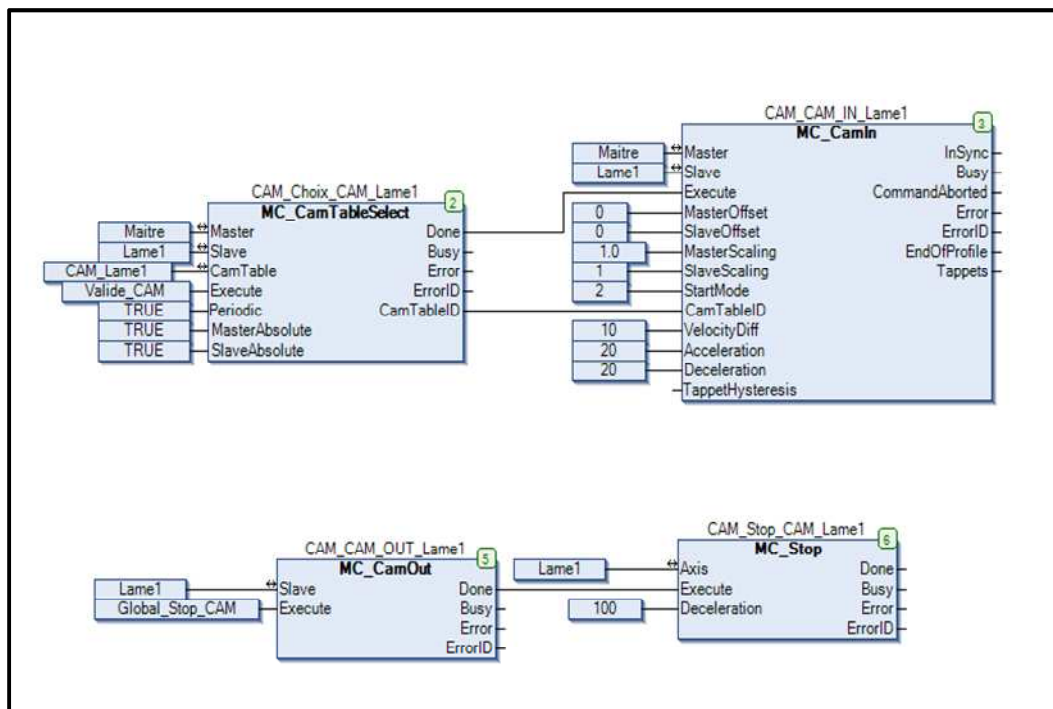 CAM_CAM_IN_Lame1
MC_CamIn 3
Maitre Master InSync
Lame1 Slave Busy
Execute CommandAborted
0 MasterOffset Error
0 SlaveOffset ErrorID
1.0 MasterScaling EndOfProfile
1 SlaveScaling Tappets
2 StartMode
CamTableID
10 VelocityDiff
20 Acceleration
20 Deceleration
TappetHysteresis
CAM_Choix_CAM_Lame1
MC_CamTableSelect 2
Maitre Master Done
Lame1 Slave Busy
CAM_Lame1 CamTable Error
Valide_CAM Execute ErrorID
TRUE Periodic CamTableID
TRUE MasterAbsolute
TRUE SlaveAbsolute
CAM_CAM_OUT_Lame1
MC_CamOut 5
Lame1 Slave Done
Global_Stop_CAM Execute Busy
Error
ErrorID
CAM_Stop_CAM_Lame1
MC_Stop 6
Lame1 Axis Done
Execute Busy
100 Deceleration Error
ErrorID